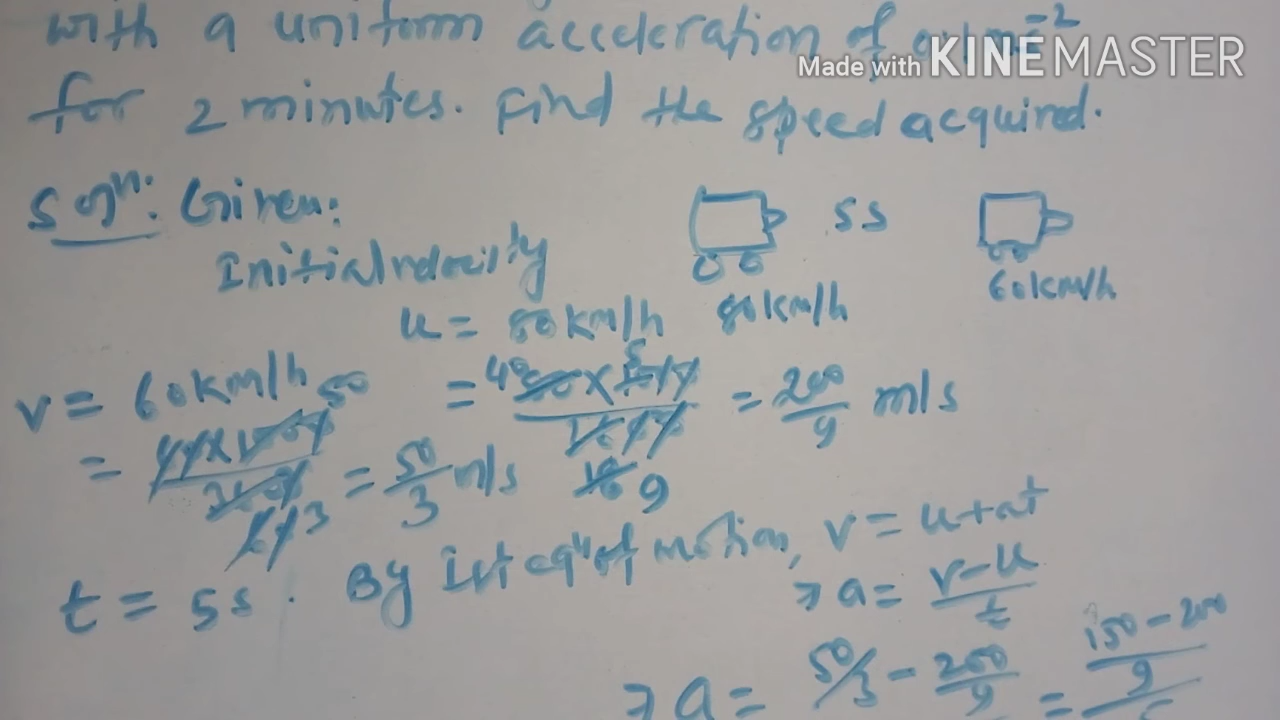 with a uniform acceleration of
Made with KINEMASTER
for 2 minutes. Find the speed acquired.
Soln: Given:
Initial velocity
5s
60km/h
u = 80km/h
80km/h
v = 60km/h
= 200/9 m/s
= 50/3 m/s
t = 5s. By Ist eqn of motion, v = u+at
⇒ a = v-u/t
⇒ a = 50/3 - 200/9 = 150-200/9